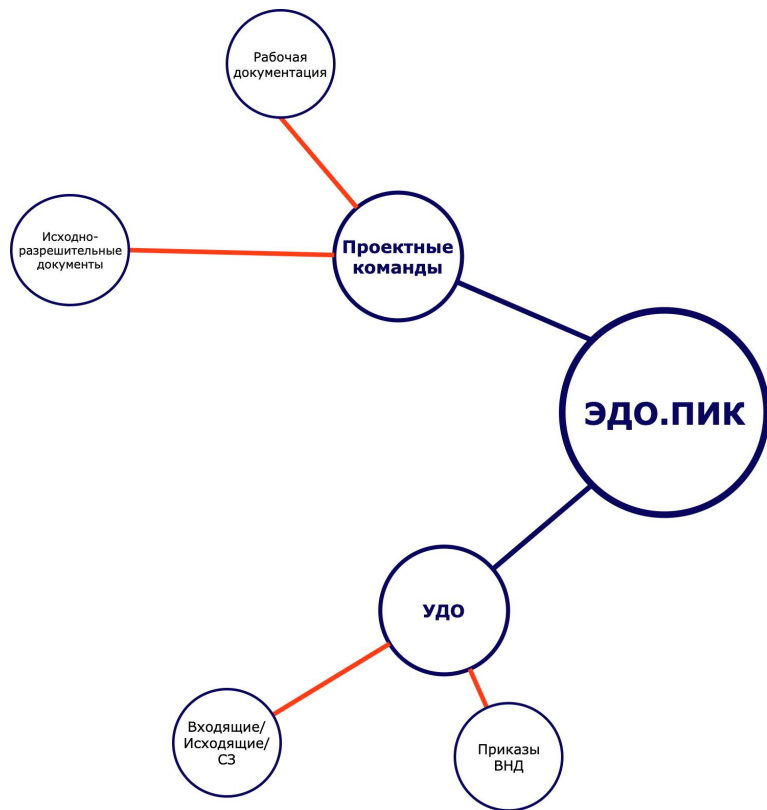 Рабочая
документация
Исходно-
разрешительные
документы
Проектные
команды
ЭДО.ПИК
УДО
Входящие/
Исходящие/
СЗ
Приказы
ВНД